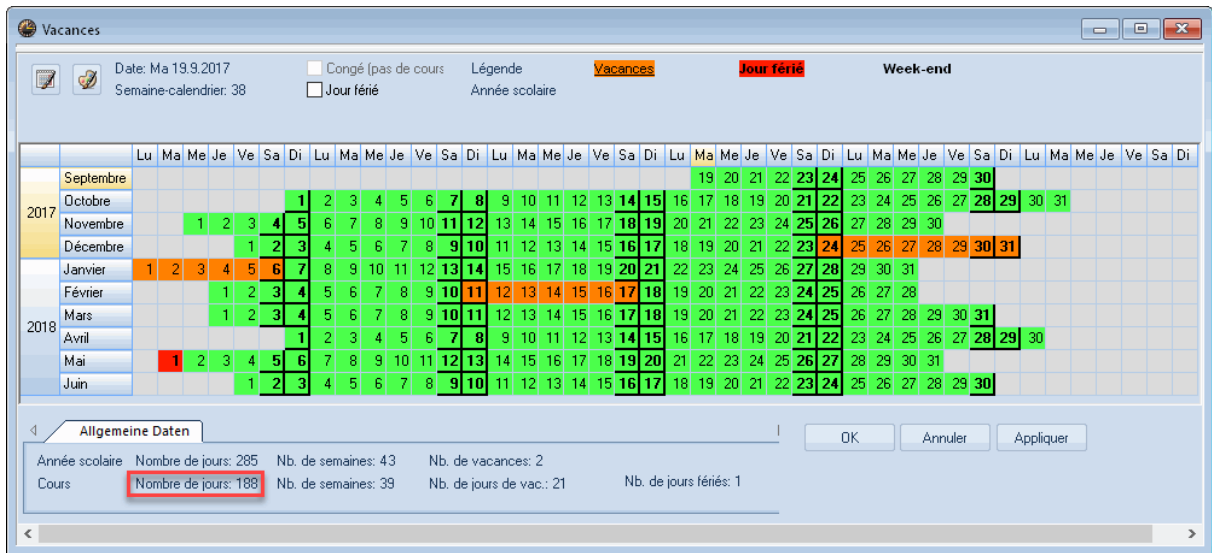 Vacances
Date: Ma 19.9.2017 Congé (pas de cours Légende Vacances Jour férié Week-end
Semaine-calendrier: 38 Jour férié Année scolaire
Lu Ma Me Je Ve Sa Di Lu Ma Me Je Ve Sa Di Lu Ma Me Je Ve Sa Di Lu Ma Me Je Ve Sa Di Lu Ma Me Je Ve Sa Di Lu Ma Me Je Ve Sa Di
2017
Septembre 19 20 21 22 23 24 25 26 27 28 29 30
Octobre 1 2 3 4 5 6 7 8 9 10 11 12 13 14 15 16 17 18 19 20 21 22 23 24 25 26 27 28 29 30 31
Novembre 1 2 3 4 5 6 7 8 9 10 11 12 13 14 15 16 17 18 19 20 21 22 23 24 25 26 27 28 29 30
Décembre 1 2 3 4 5 6 7 8 9 10 11 12 13 14 15 16 17 18 19 20 21 22 23 24 25 26 27 28 29 30 31
2018
Janvier 1 2 3 4 5 6 7 8 9 10 11 12 13 14 15 16 17 18 19 20 21 22 23 24 25 26 27 28 29 30 31
Février 1 2 3 4 5 6 7 8 9 10 11 12 13 14 15 16 17 18 19 20 21 22 23 24 25 26 27 28
Mars 1 2 3 4 5 6 7 8 9 10 11 12 13 14 15 16 17 18 19 20 21 22 23 24 25 26 27 28 29 30 31
Avril 1 2 3 4 5 6 7 8 9 10 11 12 13 14 15 16 17 18 19 20 21 22 23 24 25 26 27 28 29 30
Mai 1 2 3 4 5 6 7 8 9 10 11 12 13 14 15 16 17 18 19 20 21 22 23 24 25 26 27 28 29 30 31
Juin 1 2 3 4 5 6 7 8 9 10 11 12 13 14 15 16 17 18 19 20 21 22 23 24 25 26 27 28 29 30
Allgemeine Daten OK Annuler Appliquer
Année scolaire Nombre de jours: 285 Nb. de semaines: 43 Nb. de vacances: 2
Cours Nombre de jours: 188 Nb. de semaines: 39 Nb. de jours de vac.: 21 Nb. de jours fériés: 1